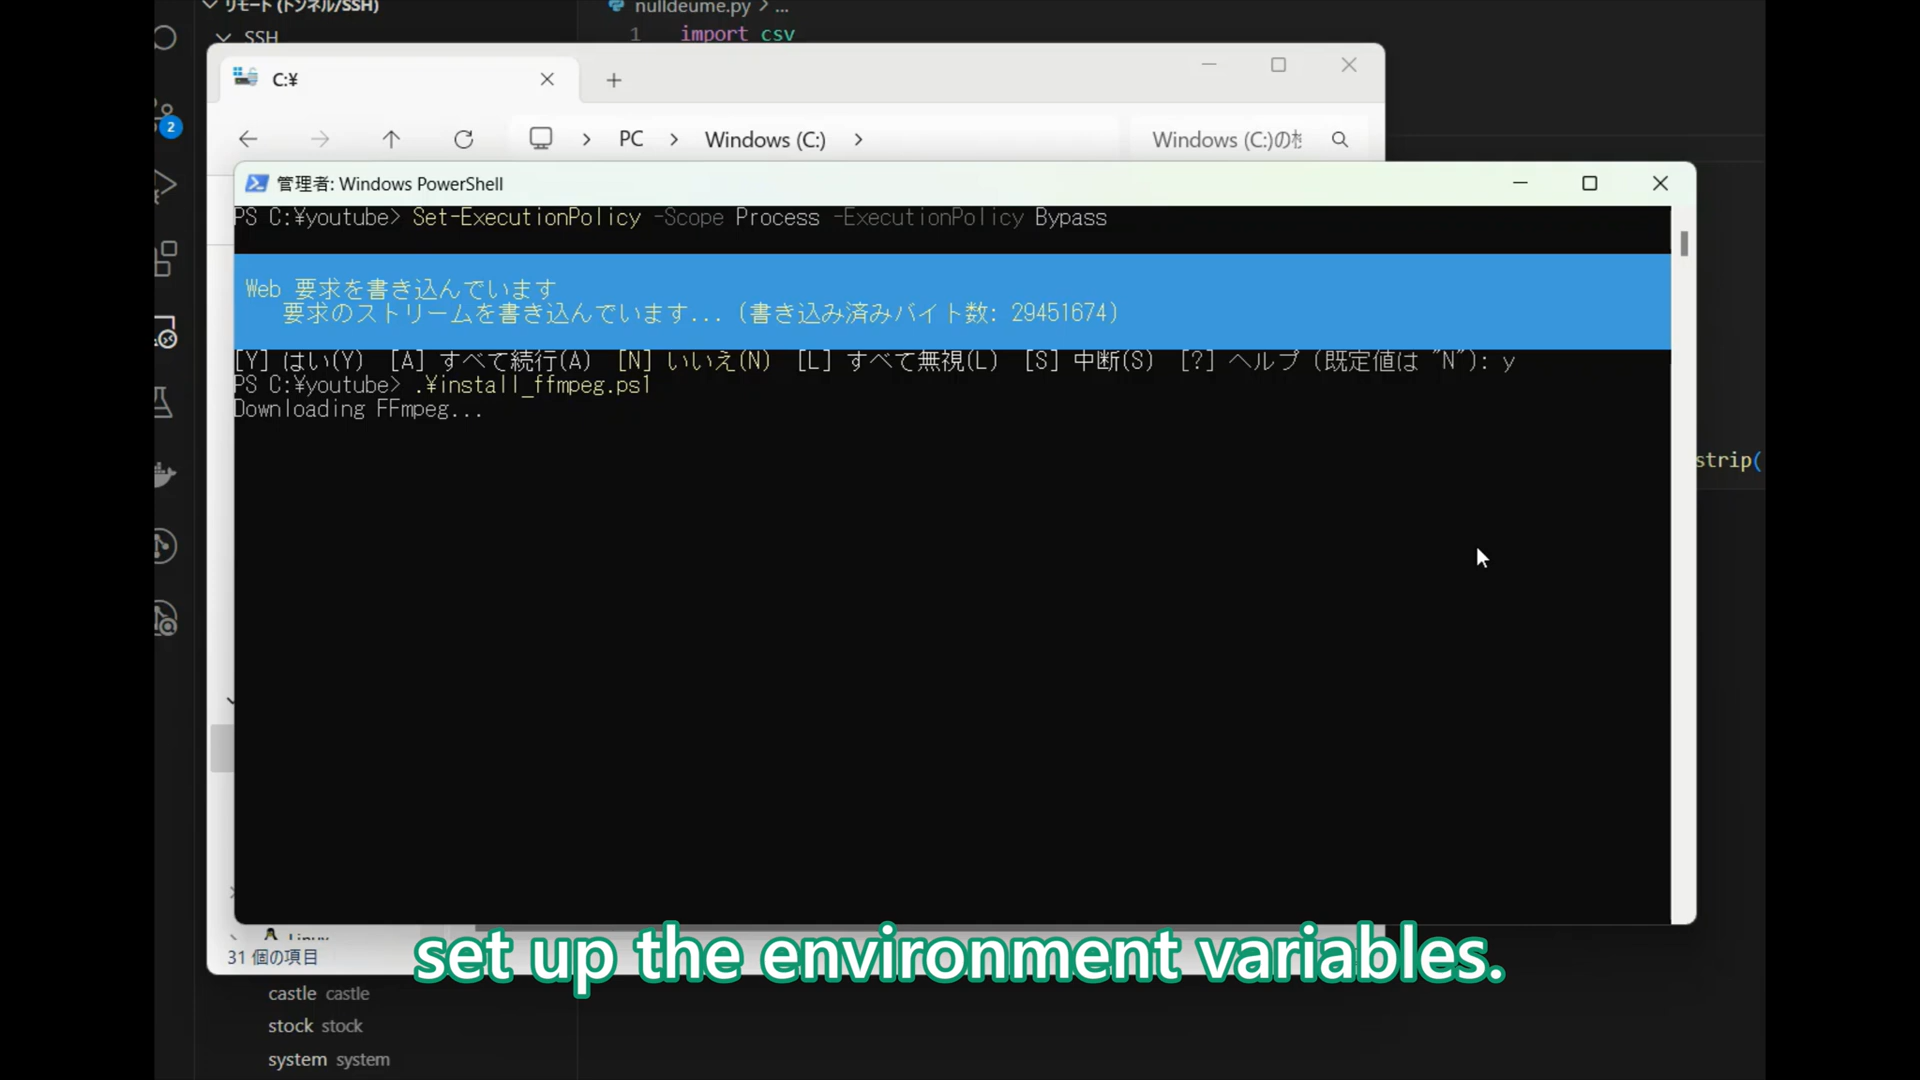 リモート (トンネル/SSH)
nulldeume.py > ...
SSH
1 import csv
C:¥
2
PC > Windows (C:) >
Windows (C:)の検
管理者: Windows PowerShell
PS C:¥youtube> Set-ExecutionPolicy -Scope Process -ExecutionPolicy Bypass
Web 要求を書き込んでいます
要求のストリームを書き込んでいます... (書き込み済みバイト数: 29451674)
[Y] はい(Y) [A] すべて続行(A) [N] いいえ(N) [L] すべて無視(L) [S] 中断(S) [?] ヘルプ (既定値は "N"): y
PS C:¥youtube> .¥install_ffmpeg.ps1
Downloading FFmpeg...
strip(
Linux
31 個の項目
set up the environment variables.
castle castle
stock stock
system system